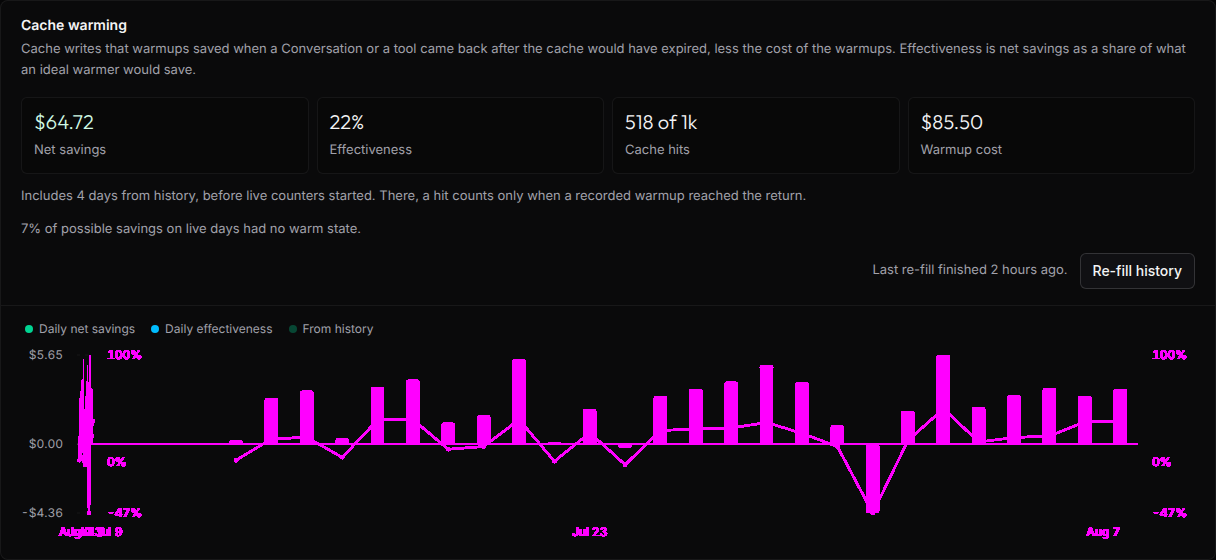 Cache warming
Cache writes that warmups saved when a Conversation or a tool came back after the cache would have expired, less the cost of the warmups. Effectiveness is net savings as a share of what
an ideal warmer would save.
$64.72
Net savings
22%
Effectiveness
518 of 1k
Cache hits
$85.50
Warmup cost
Includes 4 days from history, before live counters started. There, a hit counts only when a recorded warmup reached the return.
7% of possible savings on live days had no warm state.
Last re-fill finished 2 hours ago.
Re-fill history
Daily net savings
Daily effectiveness
From history
$5.65
100%
100%
$0.00
0%
0%
-$4.36
-47%
-47%
Jul 23
Aug 7